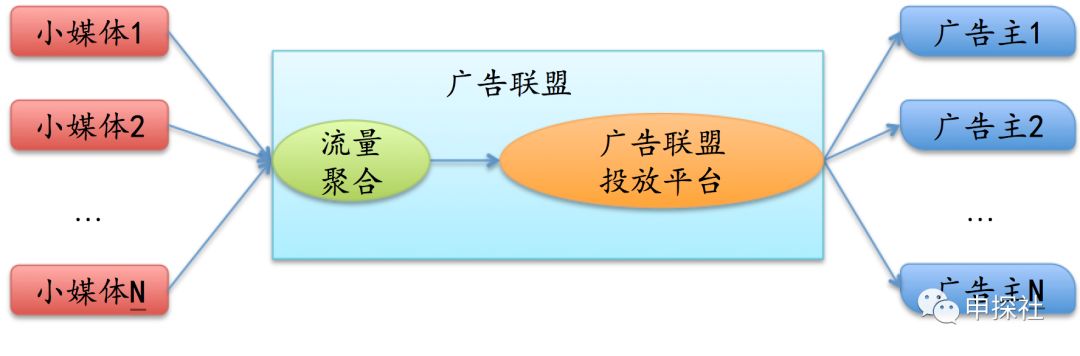 小媒体1
小媒体2
...
小媒体N
广告联盟
流量
聚合
广告联盟
投放平台
广告主1
广告主2
...
广告主N
申探社